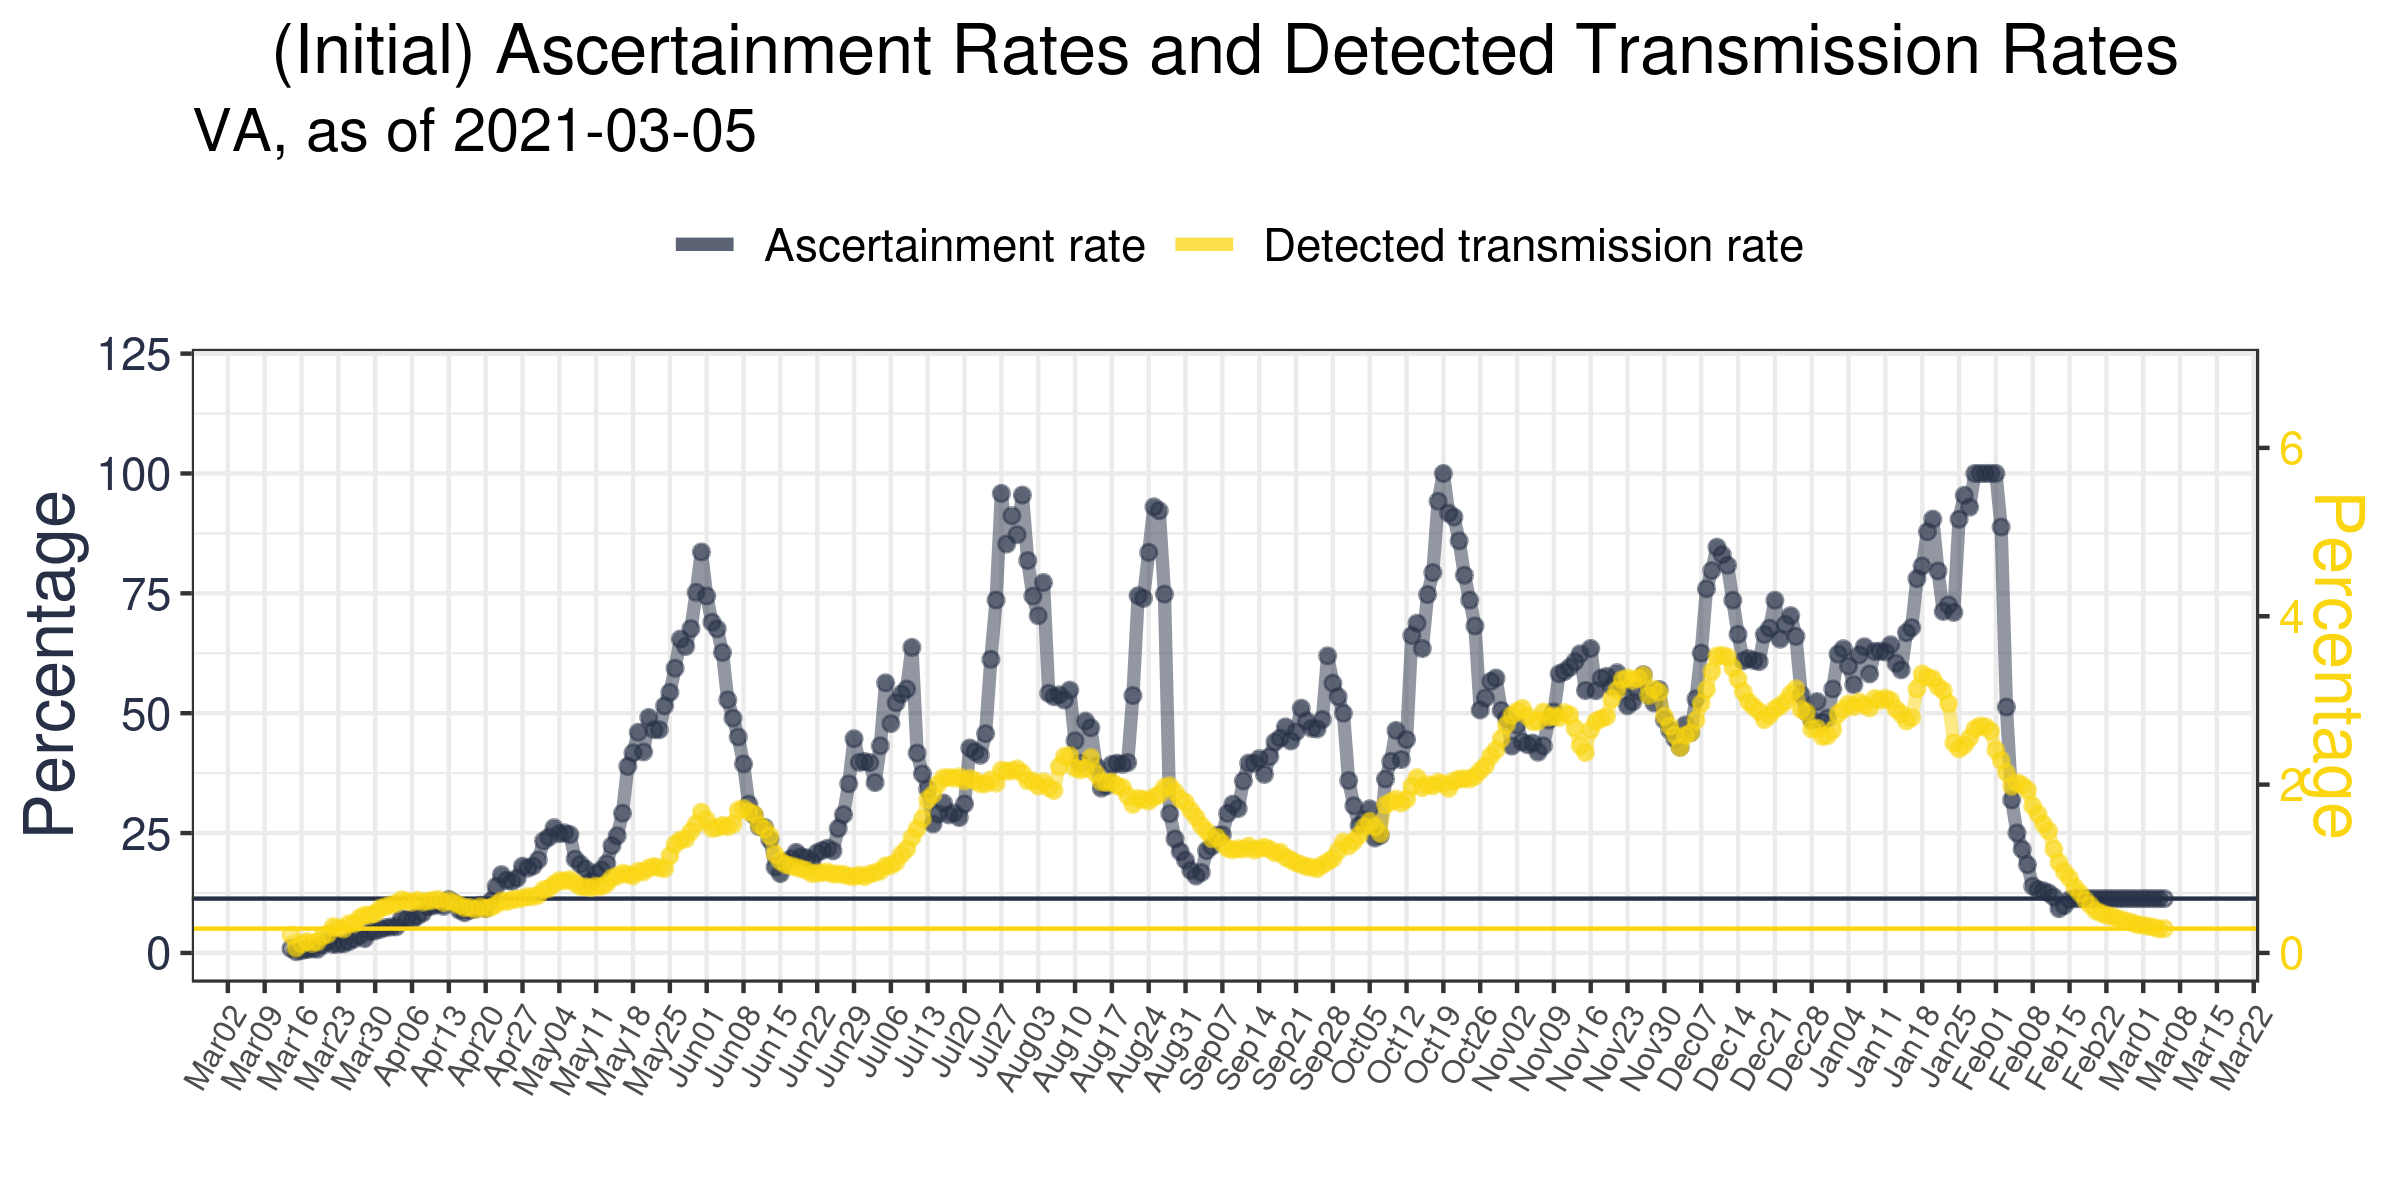 (Initial) Ascertainment Rates and Detected Transmission Rates
VA, as of 2021-03-05
Ascertainment rate
Detected transmission rate
125
100
75
50
25
0
Percentage
6
4
2
0
Percentage
Mar02
Mar09
Mar16
Mar23
Mar30
Apr06
Apr13
Apr20
Apr27
May04
May11
May18
May25
Jun01
Jun08
Jun15
Jun22
Jun29
Jul06
Jul13
Jul20
Jul27
Aug03
Aug10
Aug17
Aug24
Aug31
Sep07
Sep14
Sep21
Sep28
Oct05
Oct12
Oct19
Oct26
Nov02
Nov09
Nov16
Nov23
Nov30
Dec07
Dec14
Dec21
Dec28
Jan04
Jan11
Jan18
Jan25
Feb01
Feb08
Feb15
Feb22
Mar01
Mar08
Mar15
Mar22